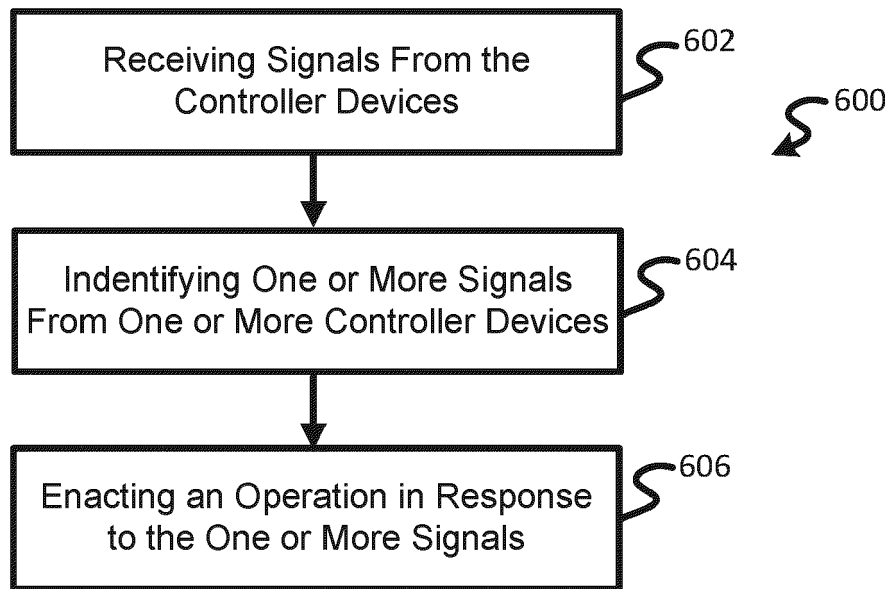 Receiving Signals From the
Controller Devices
602
600
Indentifying One or More Signals
From One or More Controller Devices
604
Enacting an Operation in Response
to the One or More Signals
606